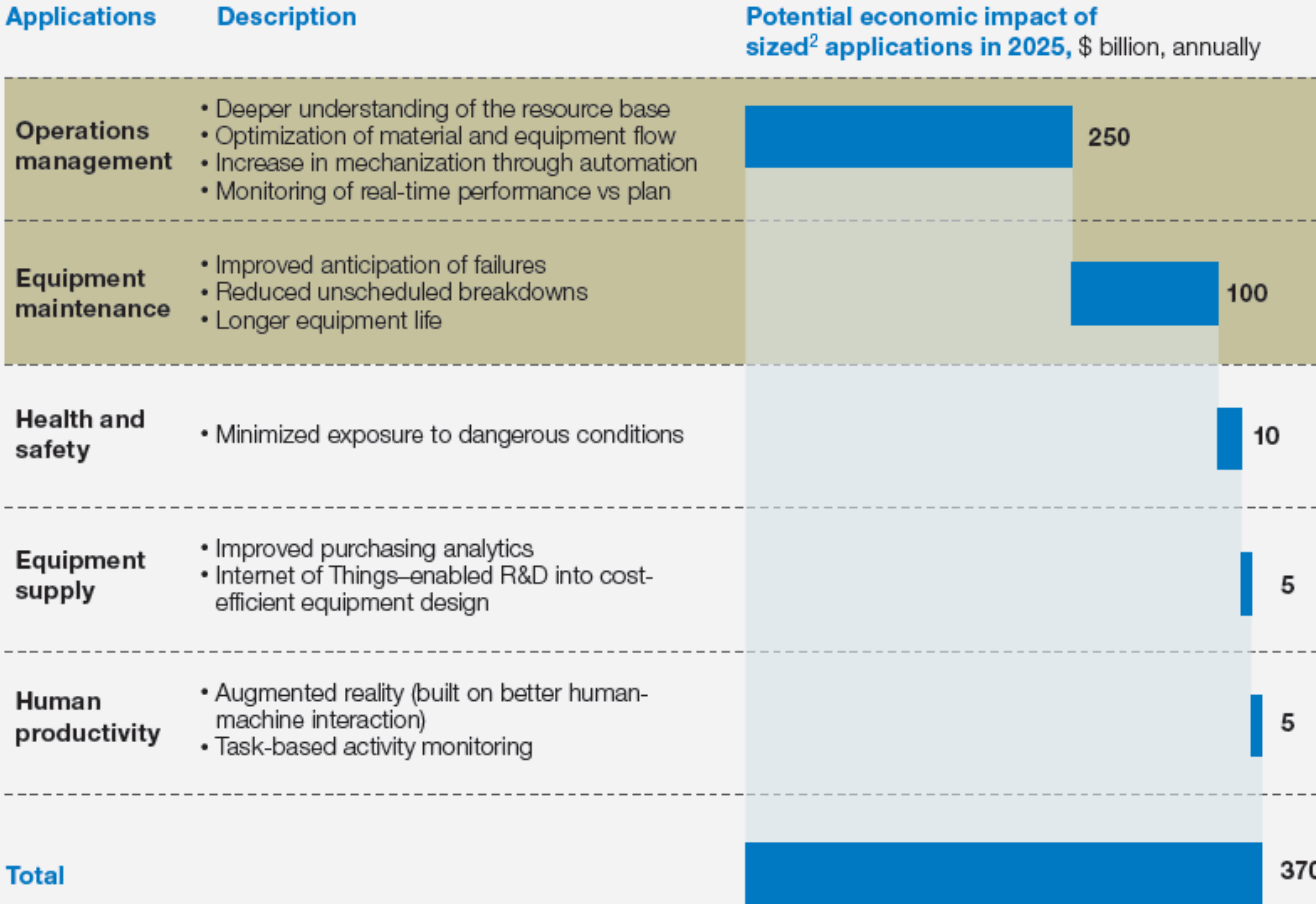 Applications
Description
Potential economic impact of
sized² applications in 2025, $ billion, annually
Operations
management
• Deeper understanding of the resource base
• Optimization of material and equipment flow
• Increase in mechanization through automation
• Monitoring of real-time performance vs plan
250
Equipment
maintenance
• Improved anticipation of failures
• Reduced unscheduled breakdowns
• Longer equipment life
100
Health and
safety
• Minimized exposure to dangerous conditions
10
Equipment
supply
• Improved purchasing analytics
• Internet of Things–enabled R&D into cost-
efficient equipment design
5
Human
productivity
• Augmented reality (built on better human-
machine interaction)
• Task-based activity monitoring
5
Total
370